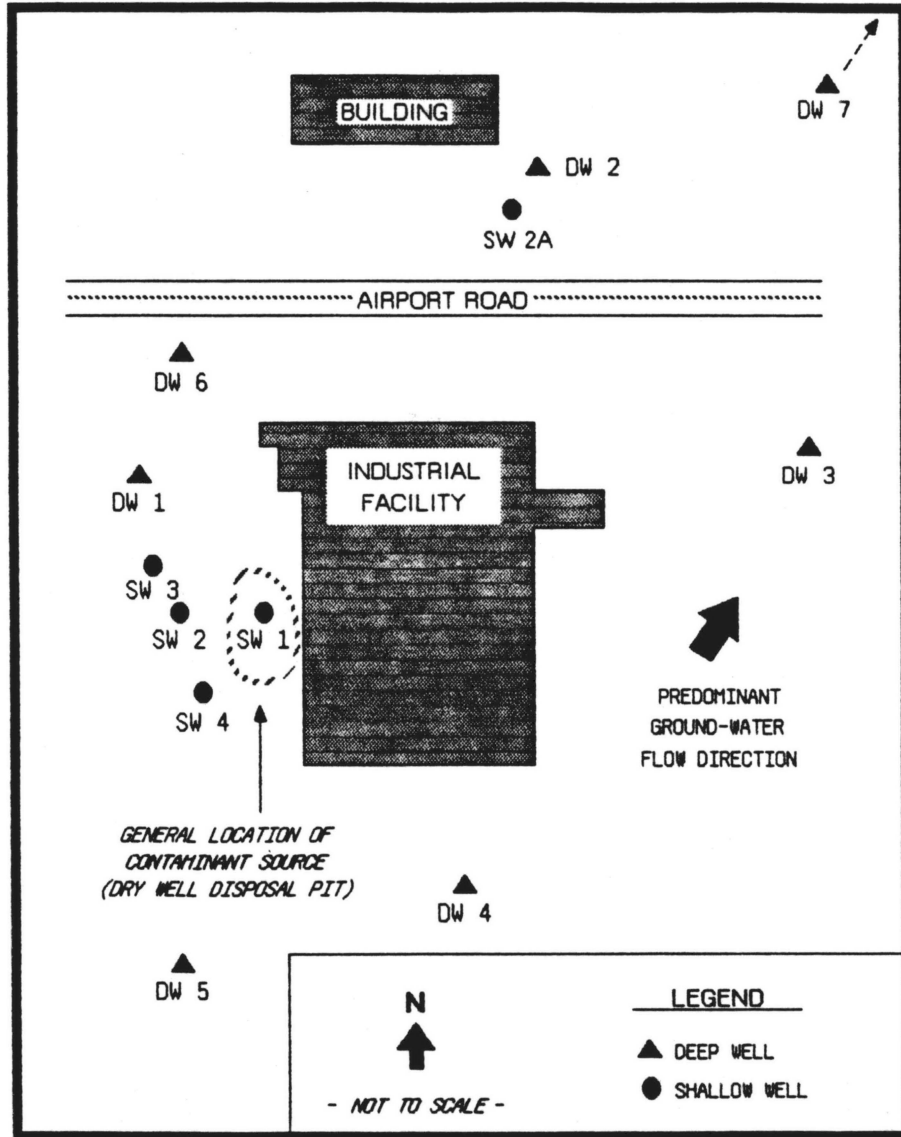 DW 7
BUILDING
DW 2
SW 2A
AIRPORT ROAD
DW 6
INDUSTRIAL
FACILITY
DW 3
DW 1
SW 3
SW 2
SW 1
SW 4
PREDOMINANT
GROUND-WATER
FLOW DIRECTION
GENERAL LOCATION OF
CONTAMINANT SOURCE
(DRY WELL DISPOSAL PIT)
DW 4
DW 5
N
- NOT TO SCALE -
LEGEND
DEEP WELL
SHALLOW WELL